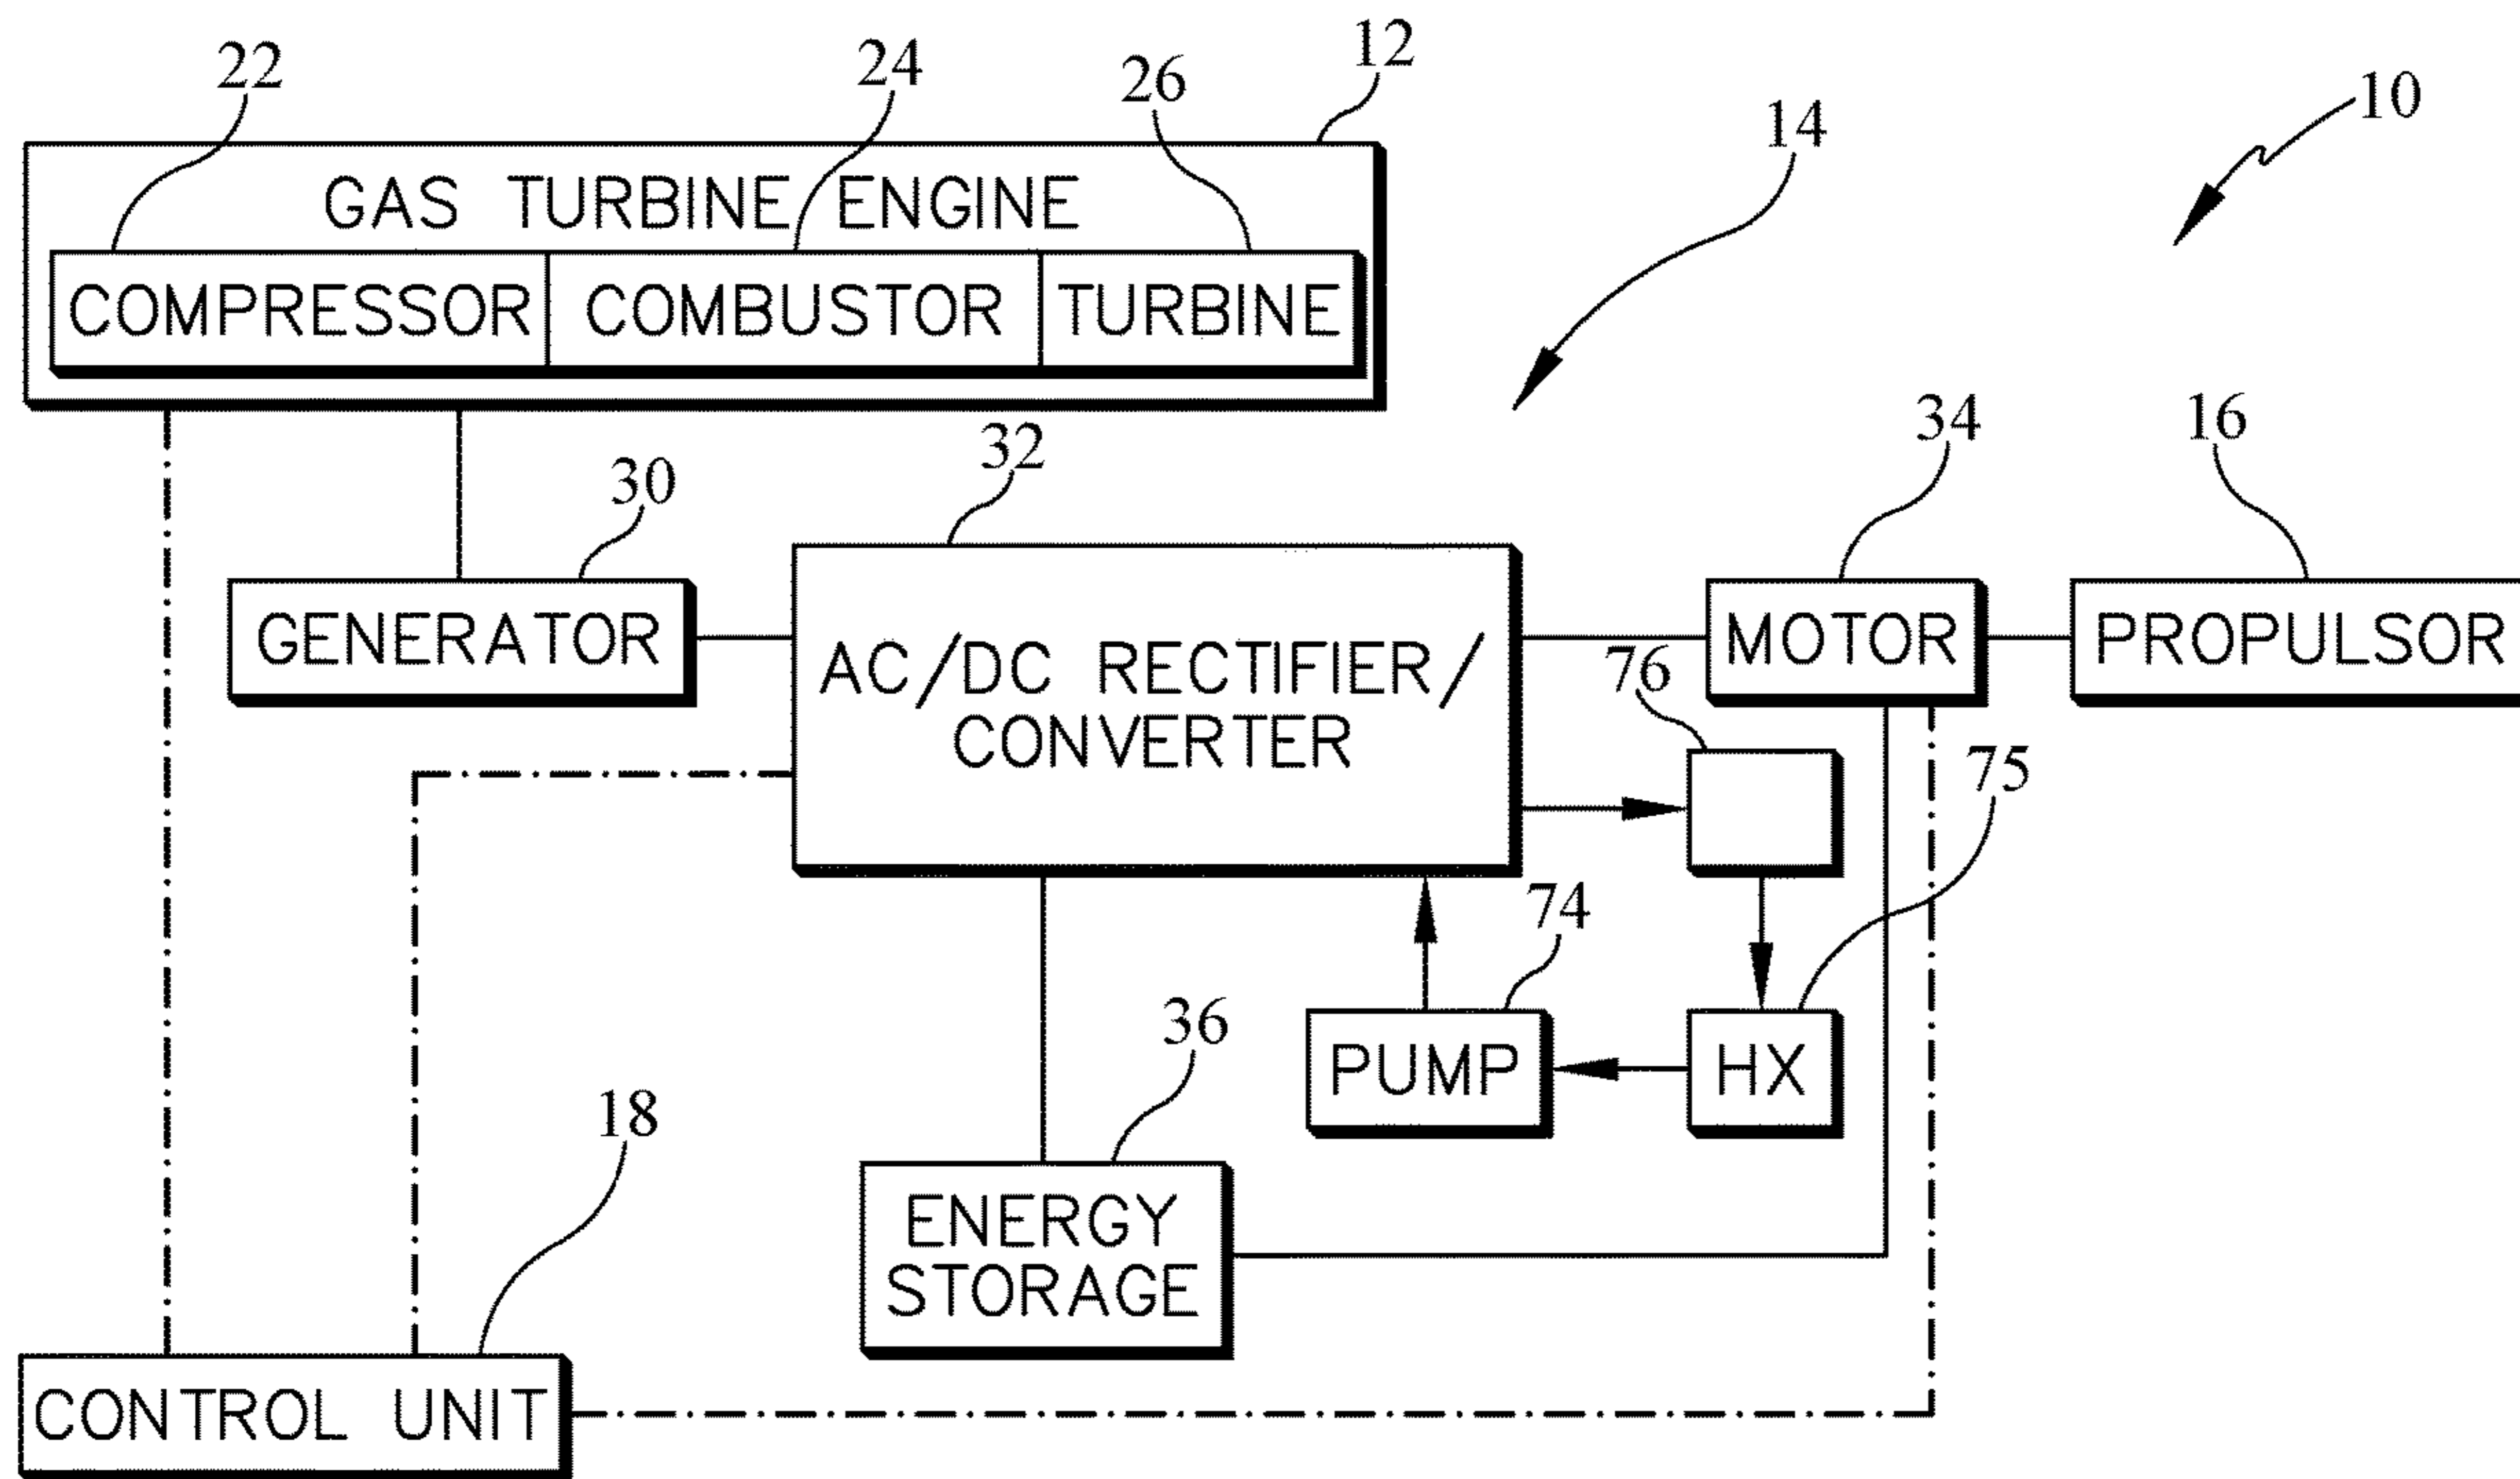 22
24
26
12
14
10
GAS TURBINE ENGINE
COMPRESSOR
COMBUSTOR
TURBINE
30
32
34
16
GENERATOR
AC/DC RECTIFIER/
CONVERTER
MOTOR
PROPULSOR
76
75
74
36
PUMP
HX
18
ENERGY
STORAGE
CONTROL UNIT